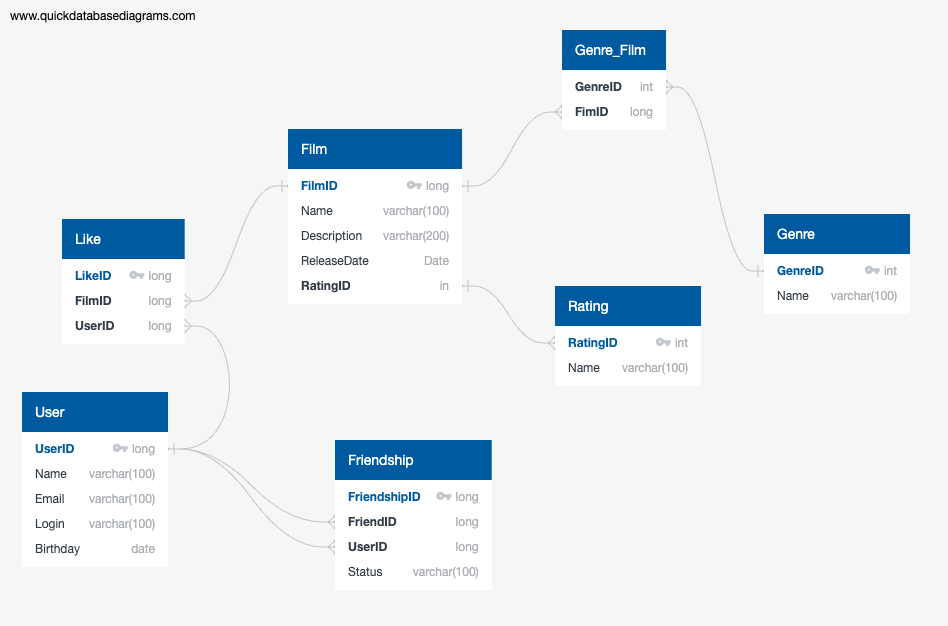 www.quickdatabasediagrams.com
Genre_Film
GenreID int
FimID long
Film
FilmID long
Name varchar(100)
Description varchar(200)
ReleaseDate Date
RatingID in
Like
LikeID long
FilmID long
UserID long
Genre
GenreID int
Name varchar(100)
Rating
RatingID int
Name varchar(100)
User
UserID long
Name varchar(100)
Email varchar(100)
Login varchar(100)
Birthday date
Friendship
FriendshipID long
FriendID long
UserID long
Status varchar(100)